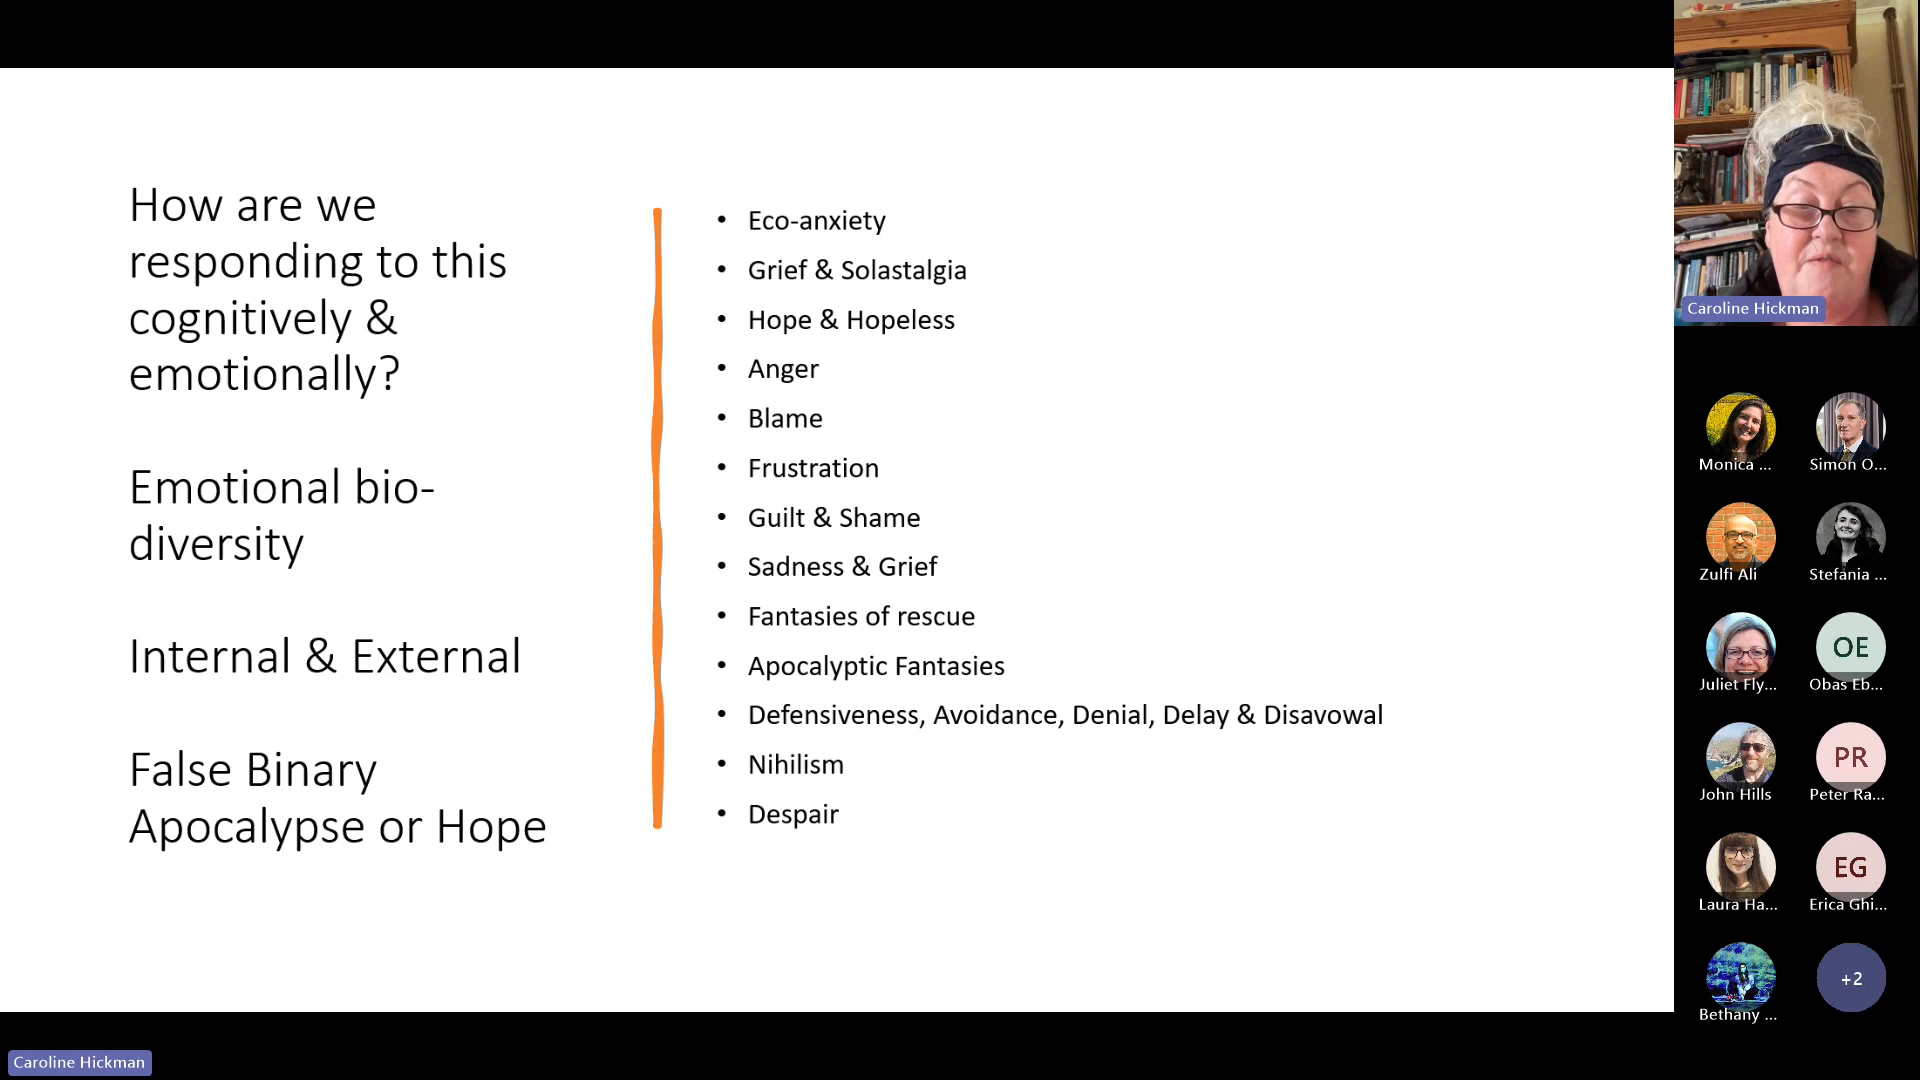 How are we
responding to this
cognitively &
emotionally?
Emotional bio-
diversity
Internal & External
False Binary
Apocalypse or Hope
• Eco-anxiety
• Grief & Solastalgia
• Hope & Hopeless
• Anger
• Blame
• Frustration
• Guilt & Shame
• Sadness & Grief
• Fantasies of rescue
• Apocalyptic Fantasies
• Defensiveness, Avoidance, Denial, Delay & Disavowal
• Nihilism
• Despair
Caroline Hickman
Monica ...
Simon O...
Zulfi Ali
Stefania ...
Juliet Fly...
OE
Obas Eb...
John Hills
PR
Peter Ra...
Laura Ha...
EG
Erica Ghi...
Bethany ...
+2
Caroline Hickman